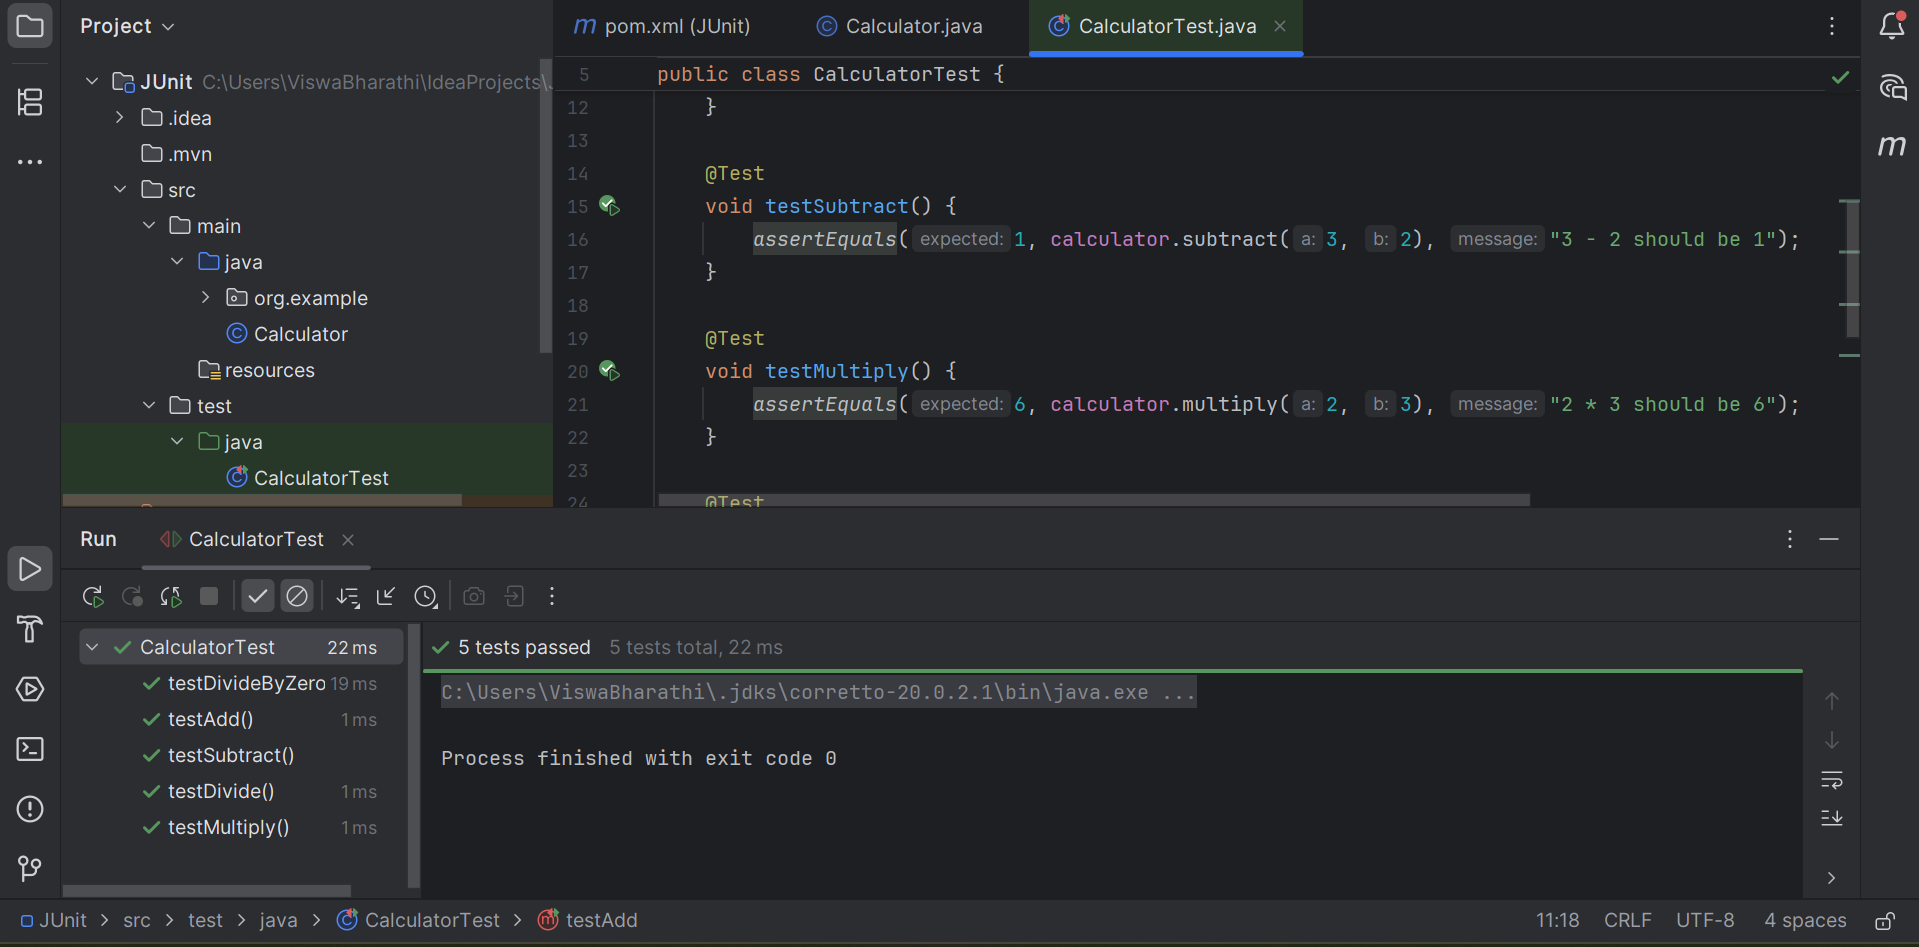 Project
pom.xml (JUnit)
Calculator.java
CalculatorTest.java
JUnit C:\Users\ViswaBharathi\IdeaProjects\
.idea
.mvn
src
main
java
org.example
Calculator
resources
test
java
CalculatorTest
5 public class CalculatorTest {
12 }
13
14 @Test
15 void testSubtract() {
16 assertEquals( expected: 1, calculator.subtract( a: 3, b: 2), message: "3 - 2 should be 1");
17 }
18
19 @Test
20 void testMultiply() {
21 assertEquals( expected: 6, calculator.multiply( a: 2, b: 3), message: "2 * 3 should be 6");
22 }
23
24 @Test
Run CalculatorTest
CalculatorTest 22 ms
testDivideByZero 19 ms
testAdd() 1 ms
testSubtract()
testDivide() 1 ms
testMultiply() 1 ms
5 tests passed 5 tests total, 22 ms
C:\Users\ViswaBharathi\.jdks\corretto-20.0.2.1\bin\java.exe ...
Process finished with exit code 0
JUnit > src > test > java > CalculatorTest > testAdd
11:18 CRLF UTF-8 4 spaces